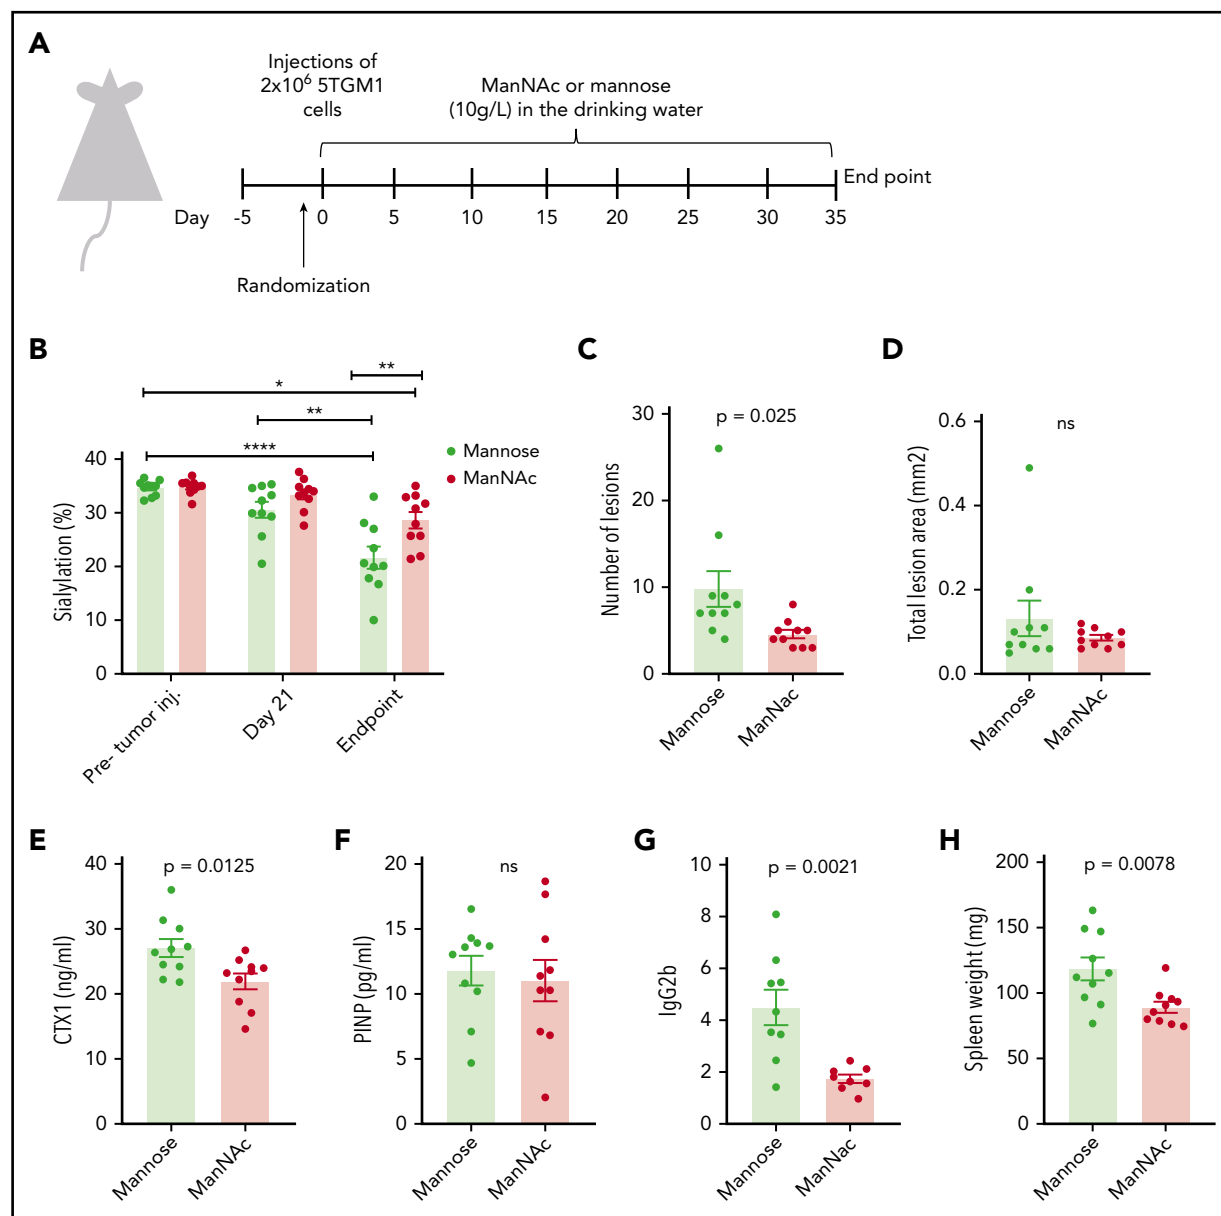 A
Injections of
2x10⁶ 5TGM1
cells
ManNAc or mannose
(10g/L) in the drinking water
End point
Day -5 0 5 10 15 20 25 30 35
Randomization
B
**
*
**
****
Mannose
ManNAc
Sialylation (%)
40
30
20
10
0
Pre- tumor inj.
Day 21
Endpoint
C
p = 0.025
Number of lesions
30
20
10
0
Mannose
ManNac
D
ns
Total lesion area (mm2)
0.6
0.4
0.2
0.0
Mannose
ManNAc
E
p = 0.0125
CTX1 (ng/ml)
40
30
20
10
0
Mannose
ManNAc
F
ns
PINP (pg/ml)
20
15
10
5
0
Mannose
ManNAc
G
p = 0.0021
IgG2b
10
8
6
4
2
0
Mannose
ManNac
H
p = 0.0078
Spleen weight (mg)
200
150
100
50
0
Mannose
ManNAc